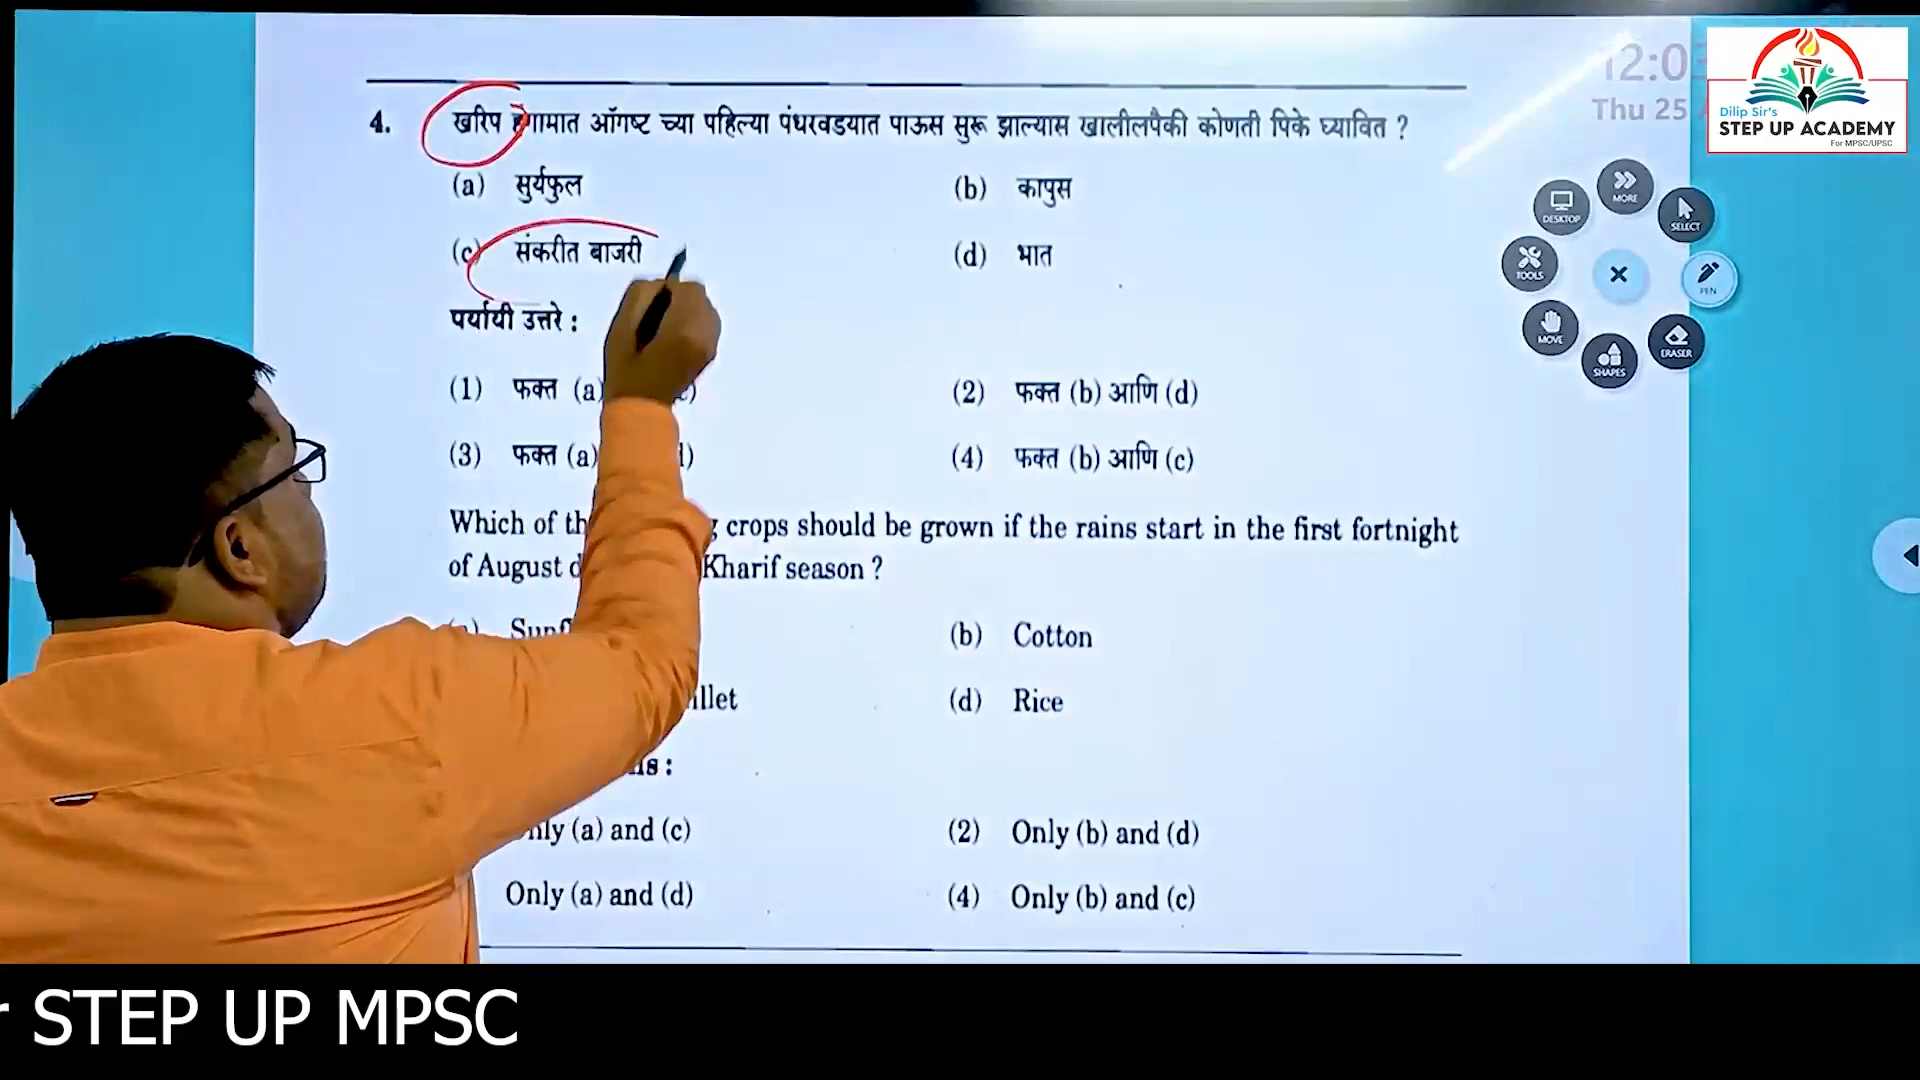 12:0
Thu 25
Dilip Sir's
STEP UP ACADEMY
For MPSC/UPSC
4. खरिप हंगामात ऑगष्ट च्या पहिल्या पंधरवडयात पाऊस सुरू झाल्यास खालीलपैकी कोणती पिके घ्यावित ?
(a) सुर्यफुल (b) कापुस
(c) संकरीत बाजरी (d) भात
पर्यायी उत्तरे :
(1) फक्त (a) (2) फक्त (b) आणि (d)
(3) फक्त (a) (4) फक्त (b) आणि (c)
Which of crops should be grown if the rains start in the first fortnight
of August Kharif season ?
(b) Cotton
(d) Rice
(a) and (c) (2) Only (b) and (d)
Only (a) and (d) (4) Only (b) and (c)
MORE
DESKTOP
SELECT
TOOLS
PEN
MOVE
ERASER
SHAPES
STEP UP MPSC